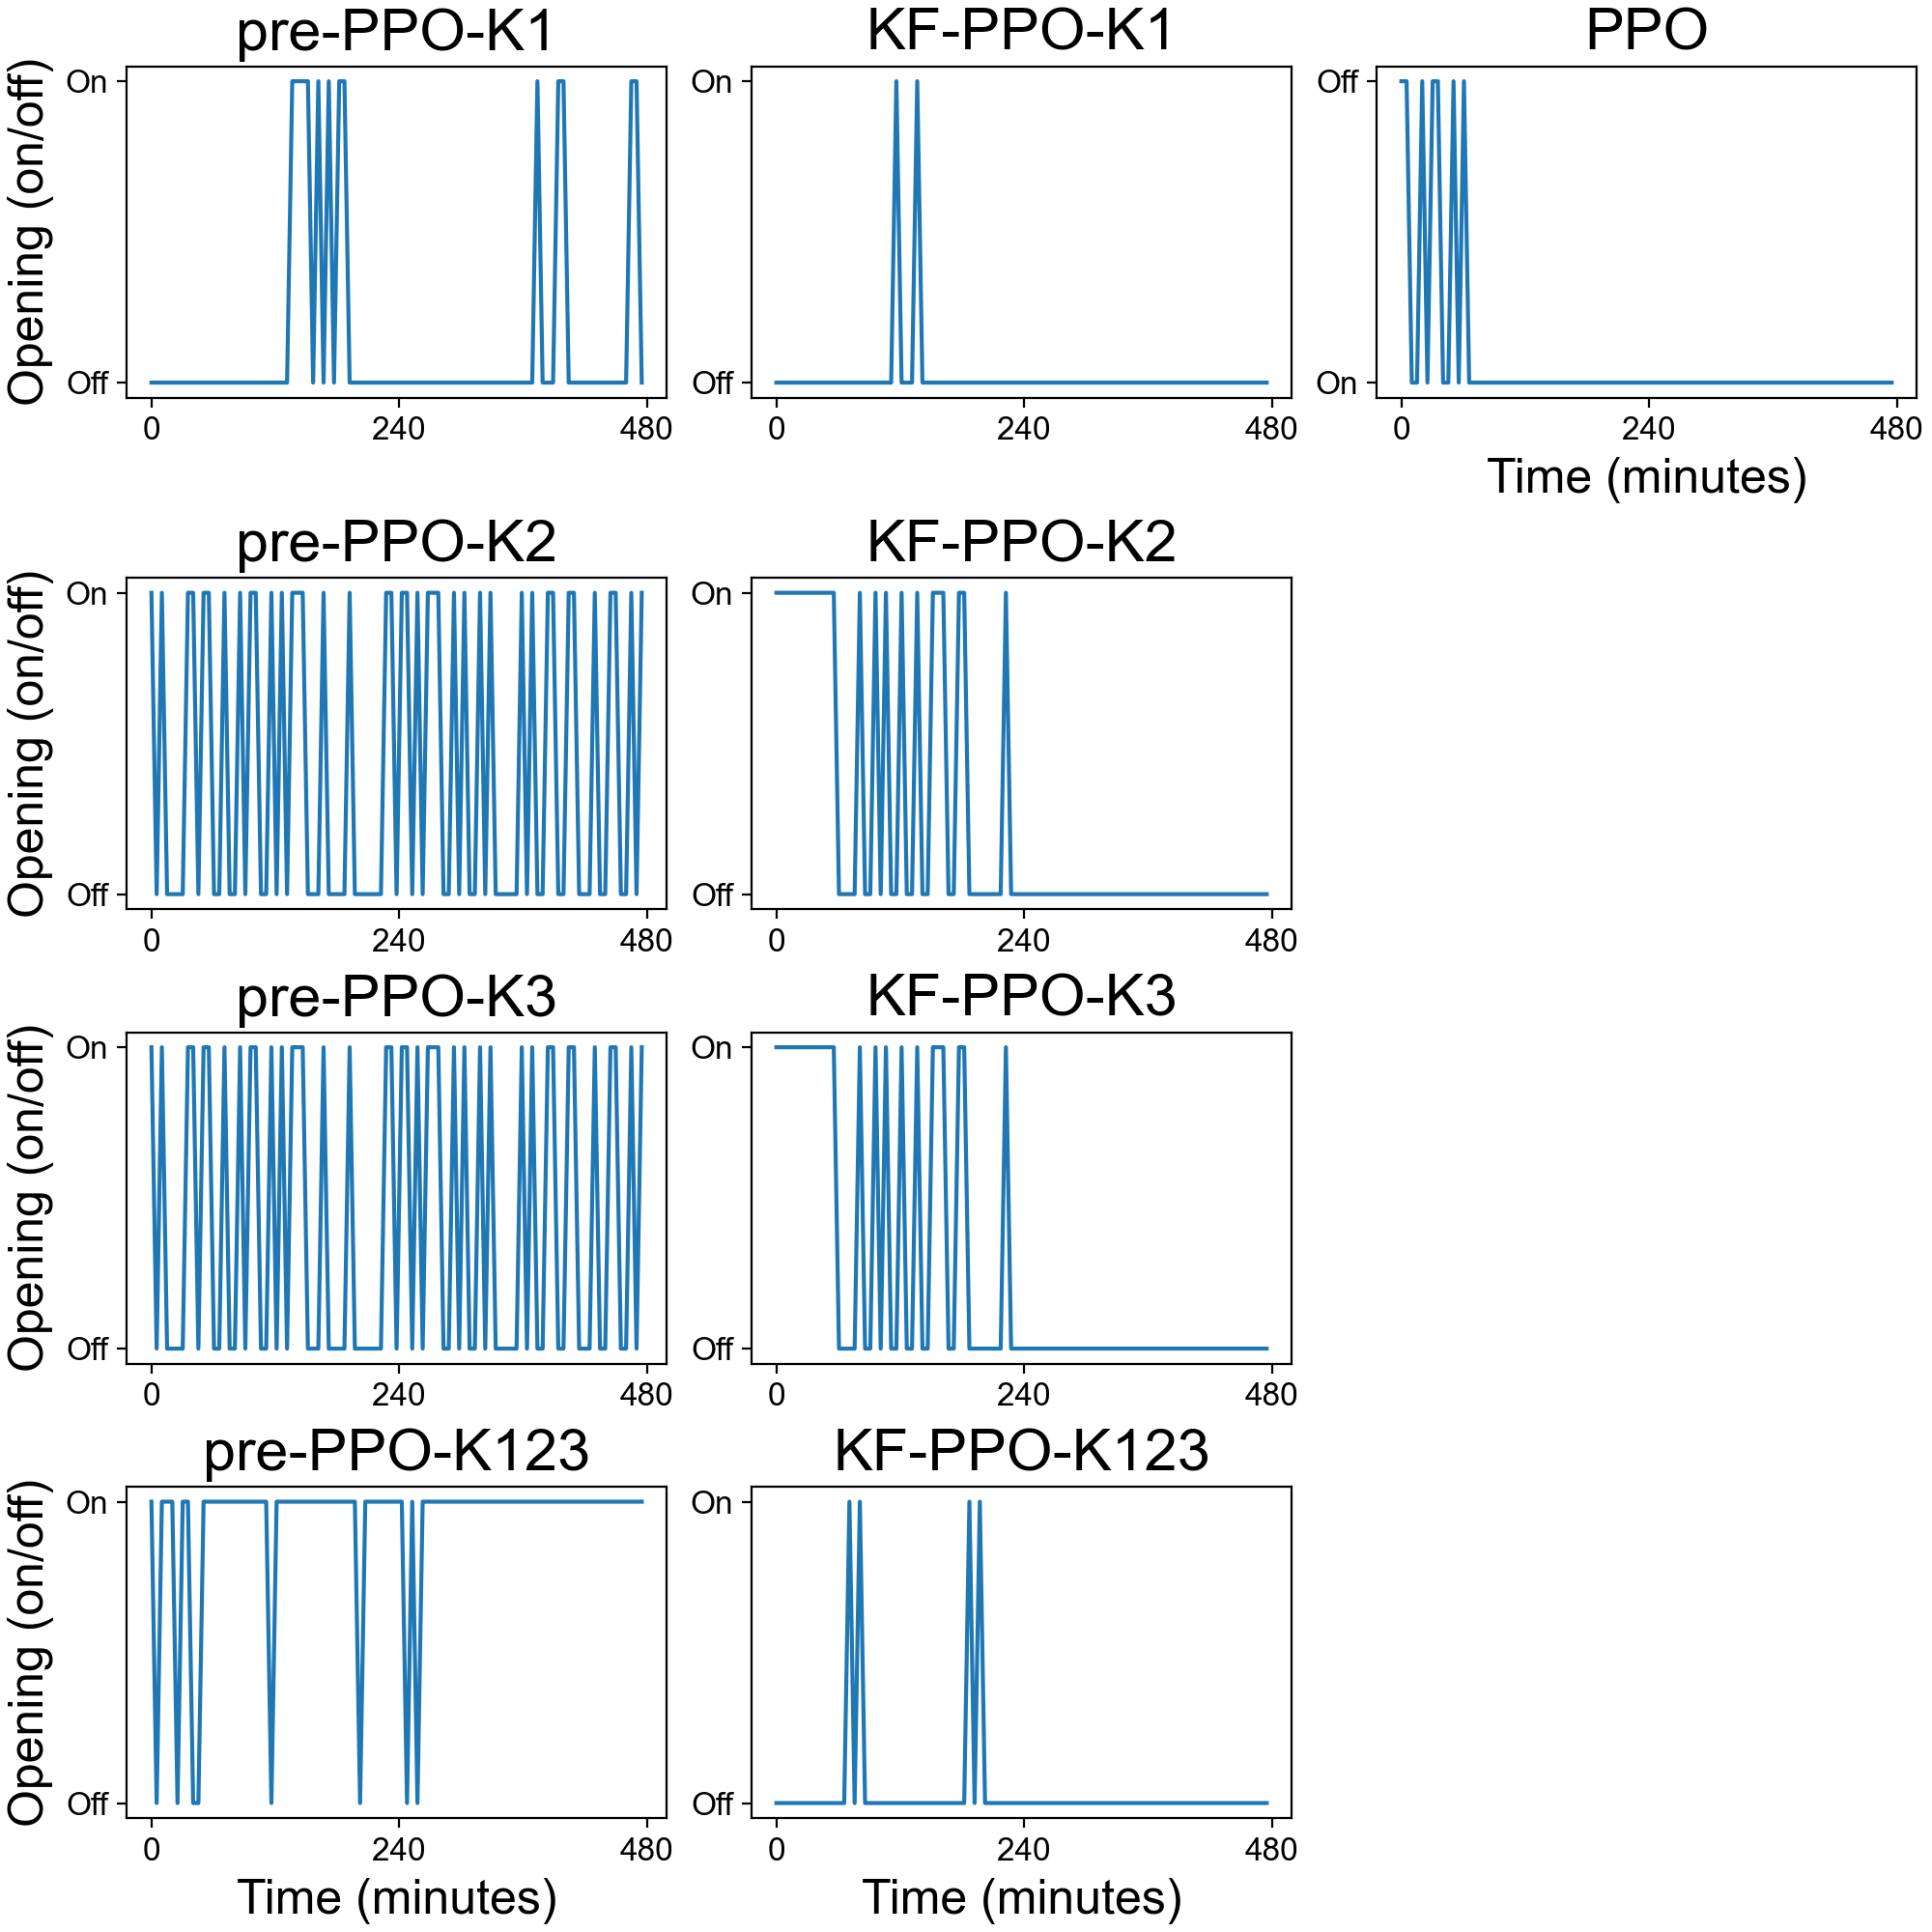 pre-PPO-K1
KF-PPO-K1
PPO
Opening (on/off)
On
Off
0
240
480
On
Off
0
240
480
Off
On
0
240
480
Time (minutes)
pre-PPO-K2
KF-PPO-K2
Opening (on/off)
On
Off
0
240
480
On
Off
0
240
480
pre-PPO-K3
KF-PPO-K3
Opening (on/off)
On
Off
0
240
480
On
Off
0
240
480
pre-PPO-K123
KF-PPO-K123
Opening (on/off)
On
Off
0
240
480
Time (minutes)
On
Off
0
240
480
Time (minutes)